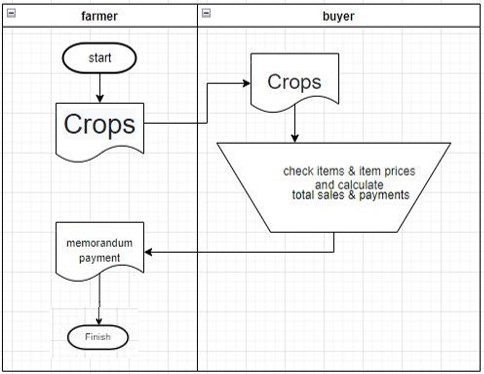 farmer
buyer
start
Crops
Crops
check items & item prices
and calculate
total sales & payments
memorandum
payment
Finish